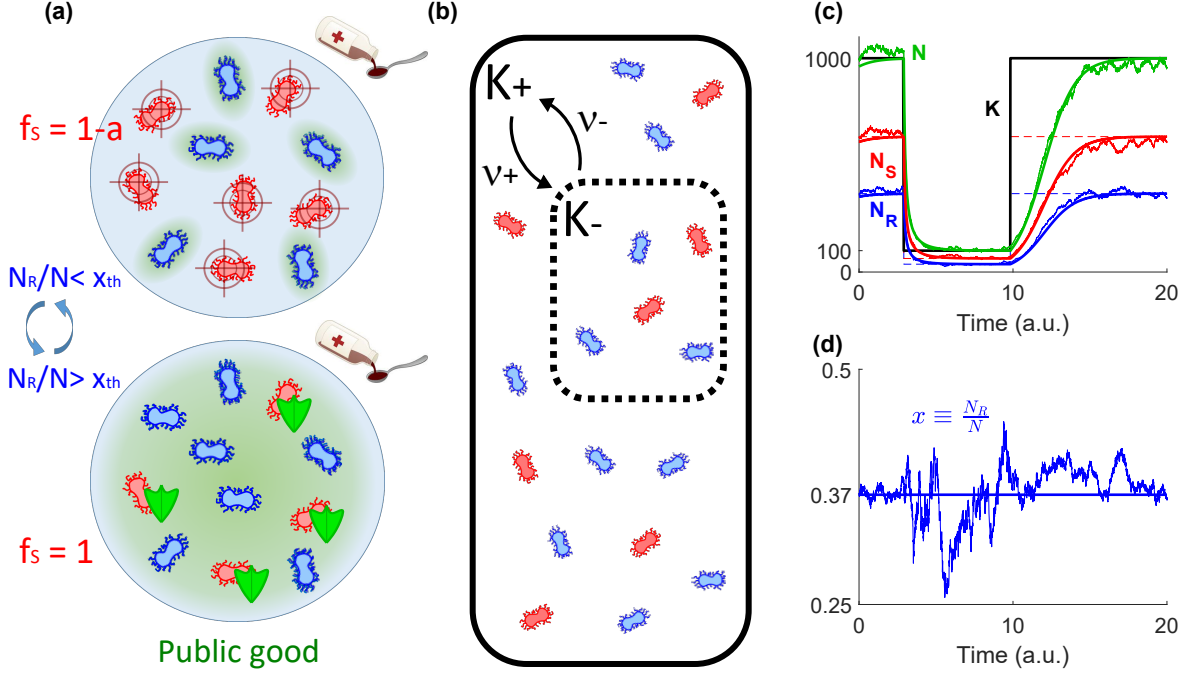 (a)
f_S = 1-a
N_R/N < x_th
N_R/N > x_th
f_S = 1
Public good
(b)
K+
ν-
ν+
K-
(c)
1000
100
0
N
K
N_S
N_R
0
10
20
Time (a.u.)
(d)
0.5
0.37
0.25
x ≡ N_R/N
0
10
20
Time (a.u.)